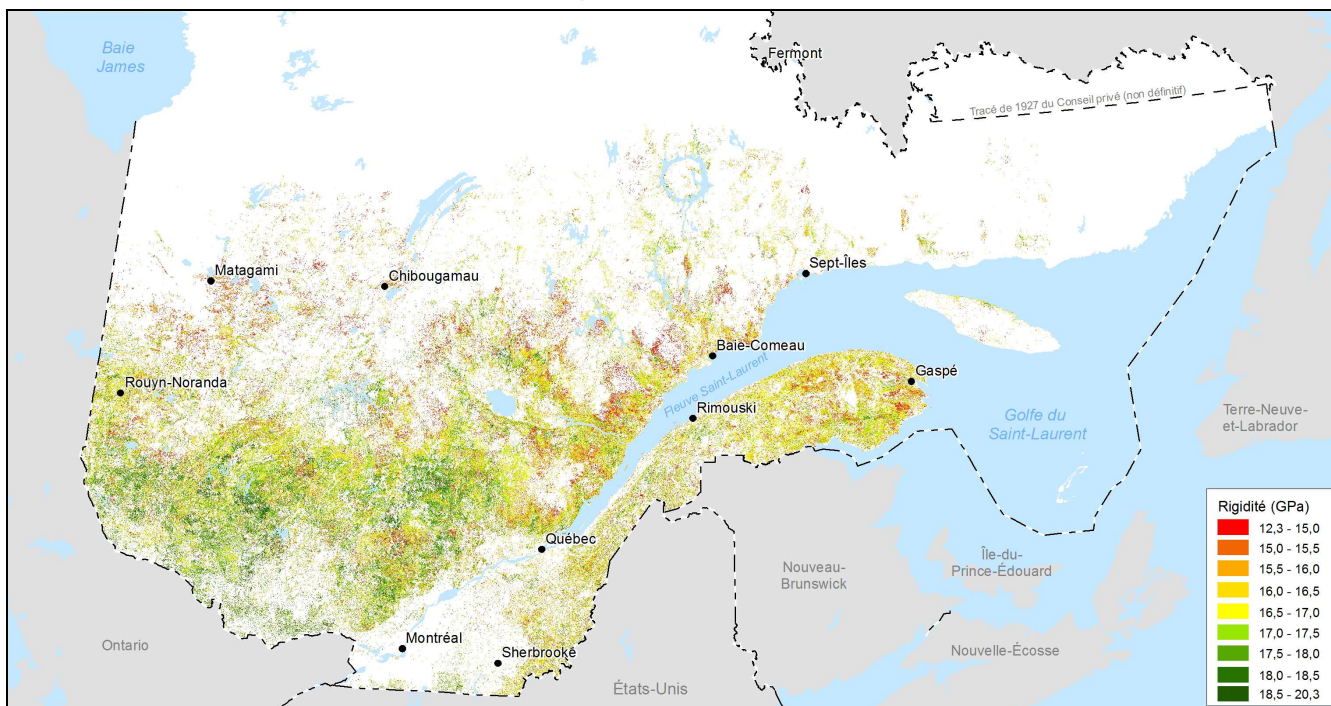 Baie
James
Fermont
Tracé de 1927 du Conseil privé (non définitif)
Matagami
Chibougamau
Sept-Îles
Baie-Comeau
Rouyn-Noranda
Fleuve Saint-Laurent
Gaspé
Rimouski
Golfe du
Saint-Laurent
Terre-Neuve-
et-Labrador
Québec
Nouveau-
Brunswick
Île-du-
Prince-Édouard
Ontario
Montréal
Sherbrooke
Nouvelle-Écosse
États-Unis
Rigidité (GPa)
12,3 - 15,0
15,0 - 15,5
15,5 - 16,0
16,0 - 16,5
16,5 - 17,0
17,0 - 17,5
17,5 - 18,0
18,0 - 18,5
18,5 - 20,3